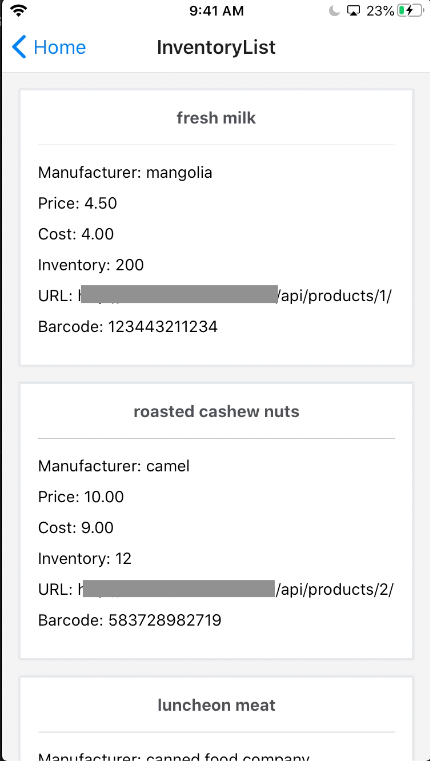 9:41 AM
23%
Home
InventoryList
fresh milk
Manufacturer: mangolia
Price: 4.50
Cost: 4.00
Inventory: 200
URL: /api/products/1/
Barcode: 123443211234
roasted cashew nuts
Manufacturer: camel
Price: 10.00
Cost: 9.00
Inventory: 12
URL: /api/products/2/
Barcode: 583728982719
luncheon meat
Manufacturer: canned food company